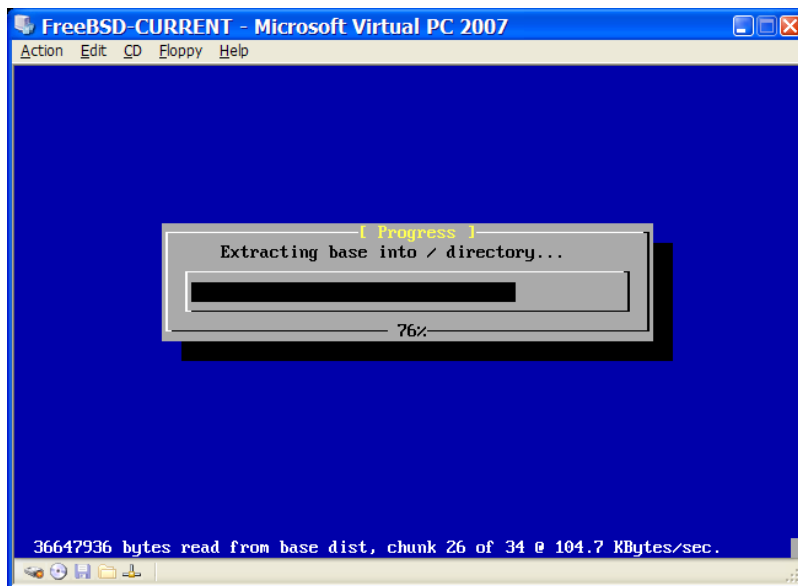 FreeBSD-CURRENT - Microsoft Virtual PC 2007
Action Edit CD Floppy Help
[ Progress ]
Extracting base into / directory...
76%
36647936 bytes read from base dist, chunk 26 of 34 @ 104.7 KBytes/sec.